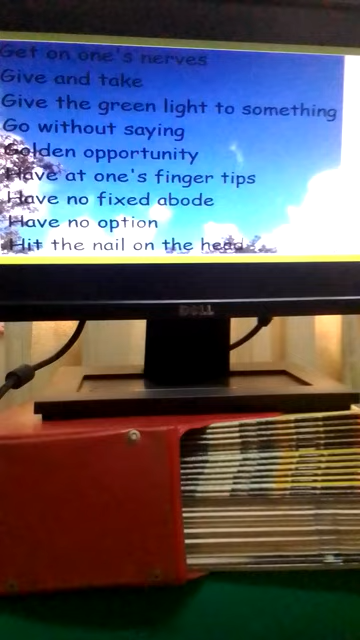 Get on one's nerves
Give and take
Give the green light to something
Go without saying
Golden opportunity
Have at one's finger tips
Have no fixed abode
Have no option
Hit the nail on the head
DELL